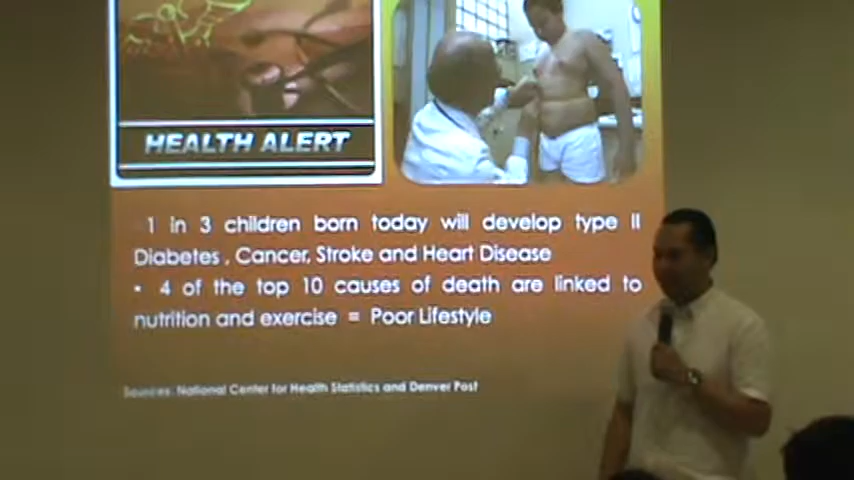 HEALTH ALERT
1 in 3 children born today will develop type II
Diabetes , Cancer, Stroke and Heart Disease
• 4 of the top 10 causes of death are linked to
nutrition and exercise = Poor Lifestyle
Sources: National Center for Health Statistics and Denver Post